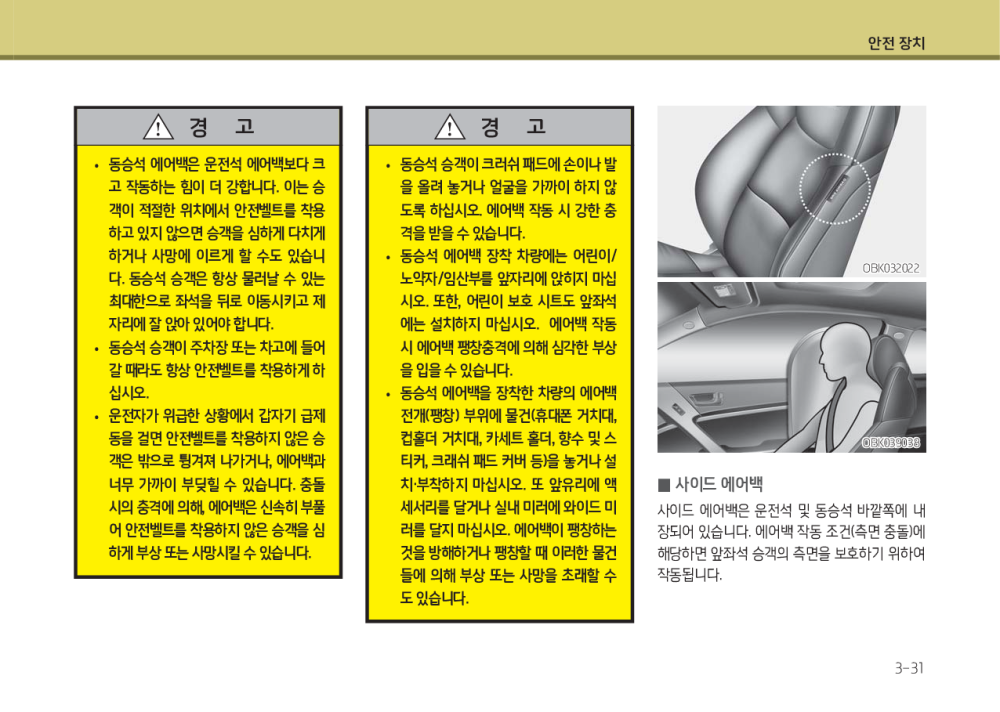 안전 장치
경 고
• 동승석 에어백은 운전석 에어백보다 크
고 작동하는 힘이 더 강합니다. 이는 승
객이 적절한 위치에서 안전벨트를 착용
하고 있지 않으면 승객을 심하게 다치게
하거나 사망에 이르게 할 수도 있습니
다. 동승석 승객은 항상 물러날 수 있는
최대한으로 좌석을 뒤로 이동시키고 제
자리에 잘 앉아 있어야 합니다.
• 동승석 승객이 주차장 또는 차고에 들어
갈 때라도 항상 안전벨트를 착용하게 하
십시오.
• 운전자가 위급한 상황에서 갑자기 급제
동을 걸면 안전벨트를 착용하지 않은 승
객은 밖으로 튕겨져 나가거나, 에어백과
너무 가까이 부딪힐 수 있습니다. 충돌
시의 충격에 의해, 에어백은 신속히 부풀
어 안전벨트를 착용하지 않은 승객을 심
하게 부상 또는 사망시킬 수 있습니다.
경 고
• 동승석 승객이 크러쉬 패드에 손이나 발
을 올려 놓거나 얼굴을 가까이 하지 않
도록 하십시오. 에어백 작동 시 강한 충
격을 받을 수 있습니다.
• 동승석 에어백 장착 차량에는 어린이/
노약자/임산부를 앞자리에 앉히지 마십
시오. 또한, 어린이 보호 시트도 앞좌석
에는 설치하지 마십시오. 에어백 작동
시 에어백 팽창충격에 의해 심각한 부상
을 입을 수 있습니다.
• 동승석 에어백을 장착한 차량의 에어백
전개(팽창) 부위에 물건(휴대폰 거치대,
컵홀더 거치대, 카세트 홀더, 향수 및 스
티커, 크래쉬 패드 커버 등)을 놓거나 설
치·부착하지 마십시오. 또 앞유리에 액
세서리를 달거나 실내 미러에 와이드 미
러를 달지 마십시오. 에어백이 팽창하는
것을 방해하거나 팽창할 때 이러한 물건
들에 의해 부상 또는 사망을 초래할 수
도 있습니다.
OBK032022
OBK039038
■ 사이드 에어백
사이드 에어백은 운전석 및 동승석 바깥쪽에 내
장되어 있습니다. 에어백 작동 조건(측면 충돌)에
해당하면 앞좌석 승객의 측면을 보호하기 위하여
작동됩니다.
3-31